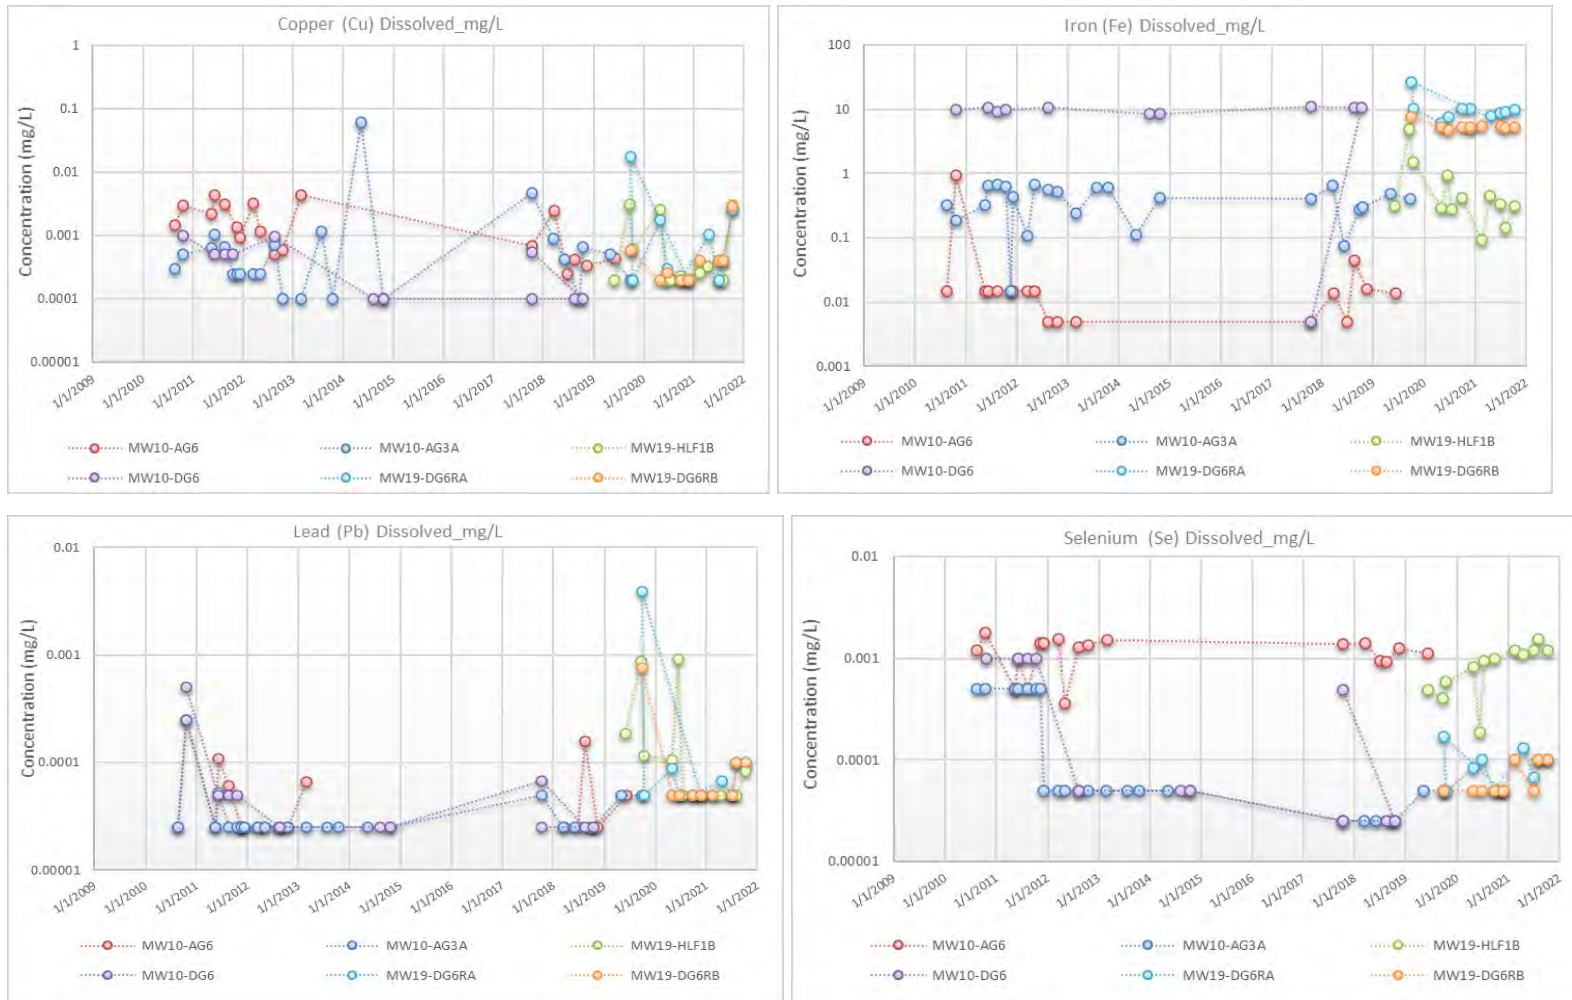 Copper (Cu) Dissolved_mg/L
Concentration (mg/L)
1
0.1
0.01
0.001
0.0001
0.00001
1/1/2009 1/1/2010 1/1/2011 1/1/2012 1/1/2013 1/1/2014 1/1/2015 1/1/2016 1/1/2017 1/1/2018 1/1/2019 1/1/2020 1/1/2021 1/1/2022
MW10-AG6 MW10-AG3A MW19-HLF1B
MW10-DG6 MW19-DG6RA MW19-DG6RB
Iron (Fe) Dissolved_mg/L
Concentration (mg/L)
100
10
1
0.1
0.01
0.001
1/1/2009 1/1/2010 1/1/2011 1/1/2012 1/1/2013 1/1/2014 1/1/2015 1/1/2016 1/1/2017 1/1/2018 1/1/2019 1/1/2020 1/1/2021 1/1/2022
MW10-AG6 MW10-AG3A MW19-HLF1B
MW10-DG6 MW19-DG6RA MW19-DG6RB
Lead (Pb) Dissolved_mg/L
Concentration (mg/L)
0.01
0.001
0.0001
0.00001
1/1/2009 1/1/2010 1/1/2011 1/1/2012 1/1/2013 1/1/2014 1/1/2015 1/1/2016 1/1/2017 1/1/2018 1/1/2019 1/1/2020 1/1/2021 1/1/2022
MW10-AG6 MW10-AG3A MW19-HLF1B
MW10-DG6 MW19-DG6RA MW19-DG6RB
Selenium (Se) Dissolved_mg/L
Concentration (mg/L)
0.01
0.001
0.0001
0.00001
1/1/2009 1/1/2010 1/1/2011 1/1/2012 1/1/2013 1/1/2014 1/1/2015 1/1/2016 1/1/2017 1/1/2018 1/1/2019 1/1/2020 1/1/2021 1/1/2022
MW10-AG6 MW10-AG3A MW19-HLF1B
MW10-DG6 MW19-DG6RA MW19-DG6RB